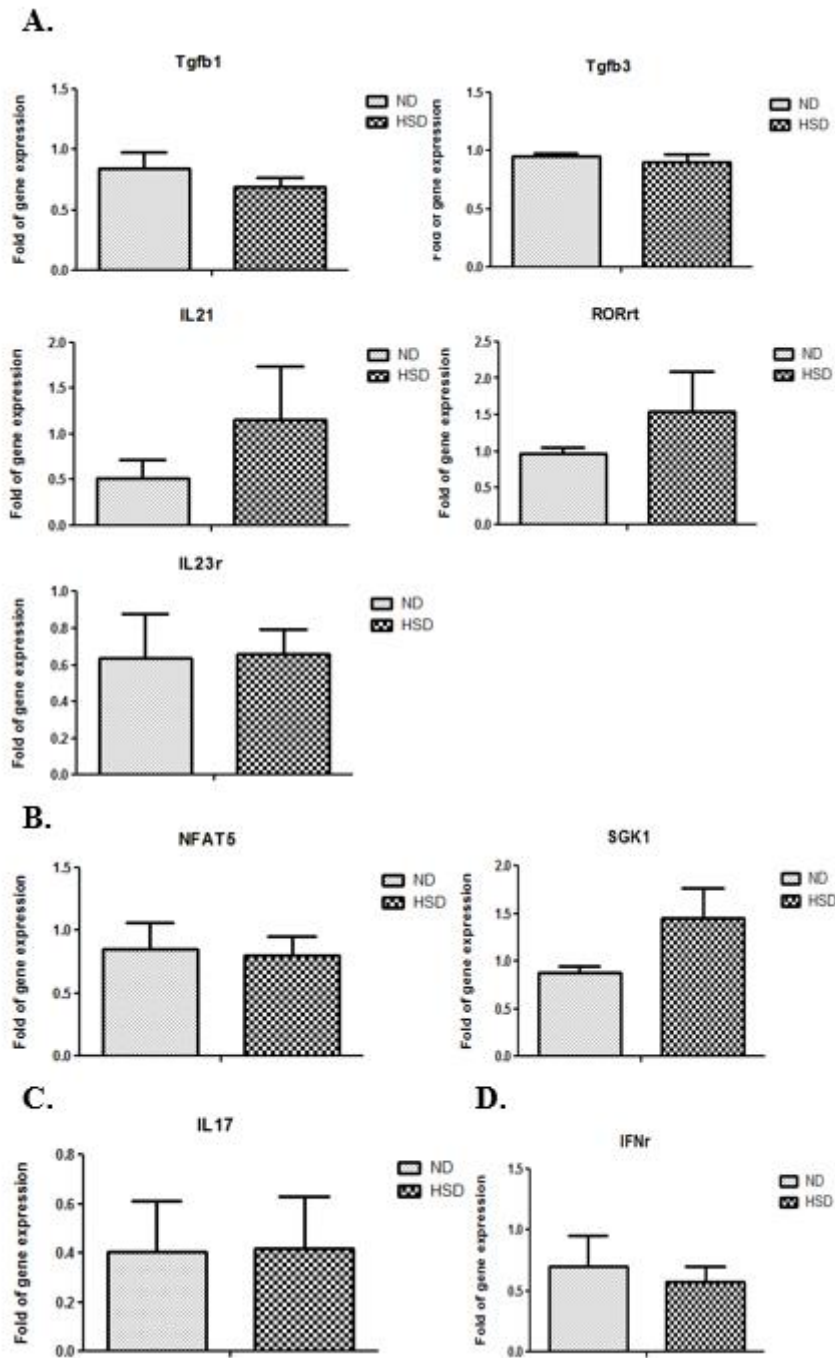 A.
Tgfb1
Fold of gene expression
1.5
1.0
0.5
0.0
ND
HSD
Tgfb3
Fold or gene expression
1.5
1.0
0.5
0.0
ND
HSD
IL21
Fold of gene expression
2.0
1.5
1.0
0.5
0.0
ND
HSD
RORrt
Fold of gene expression
2.5
2.0
1.5
1.0
0.5
0.0
ND
HSD
IL23r
Fold of gene expression
1.0
0.8
0.6
0.4
0.2
0.0
ND
HSD
B.
NFAT5
Fold of gene expression
1.5
1.0
0.5
0.0
ND
HSD
SGK1
Fold of gene expression
2.0
1.5
1.0
0.5
0.0
ND
HSD
C.
IL17
Fold of gene expression
0.8
0.6
0.4
0.2
0.0
ND
HSD
D.
IFNr
Fold of gene expression
1.5
1.0
0.5
0.0
ND
HSD